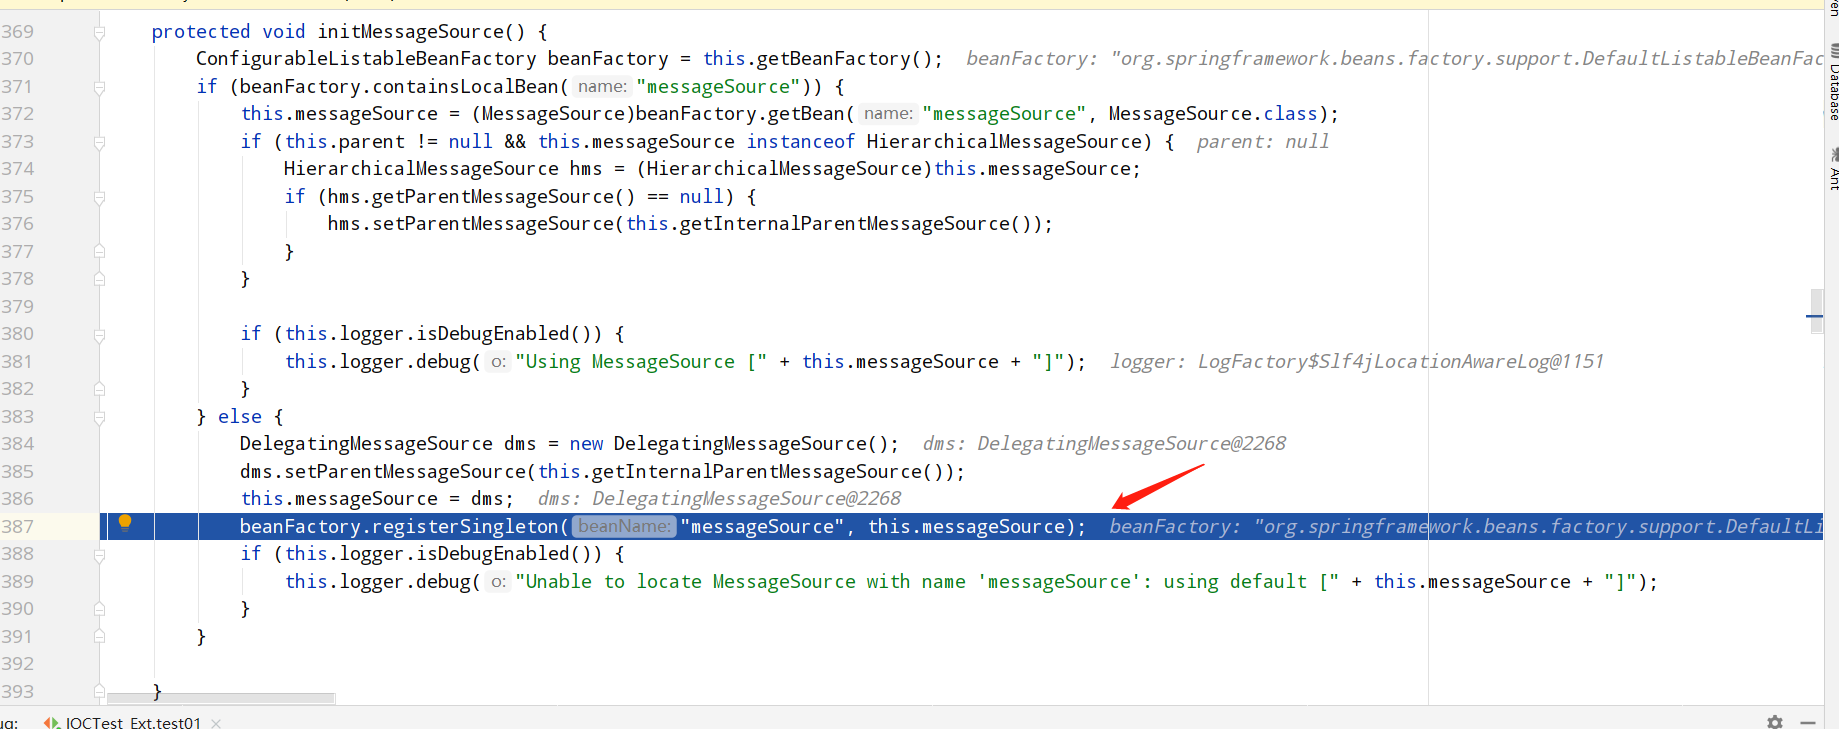 369 protected void initMessageSource() {
370 ConfigurableListableBeanFactory beanFactory = this.getBeanFactory(); beanFactory: "org.springframework.beans.factory.support.DefaultListableBeanFac
371 if (beanFactory.containsLocalBean( name: "messageSource")) {
372 this.messageSource = (MessageSource)beanFactory.getBean( name: "messageSource", MessageSource.class);
373 if (this.parent != null && this.messageSource instanceof HierarchicalMessageSource) { parent: null
374 HierarchicalMessageSource hms = (HierarchicalMessageSource)this.messageSource;
375 if (hms.getParentMessageSource() == null) {
376 hms.setParentMessageSource(this.getInternalParentMessageSource());
377 }
378 }
379
380 if (this.logger.isDebugEnabled()) {
381 this.logger.debug( o: "Using MessageSource [" + this.messageSource + "]"); logger: LogFactory$Slf4jLocationAwareLog@1151
382 }
383 } else {
384 DelegatingMessageSource dms = new DelegatingMessageSource(); dms: DelegatingMessageSource@2268
385 dms.setParentMessageSource(this.getInternalParentMessageSource());
386 this.messageSource = dms; dms: DelegatingMessageSource@2268
387 beanFactory.registerSingleton( beanName: "messageSource", this.messageSource); beanFactory: "org.springframework.beans.factory.support.DefaultLi
388 if (this.logger.isDebugEnabled()) {
389 this.logger.debug( o: "Unable to locate MessageSource with name 'messageSource': using default [" + this.messageSource + "]");
390 }
391 }
392
393 }
IOCTest_Ext.test01
Database
Ant